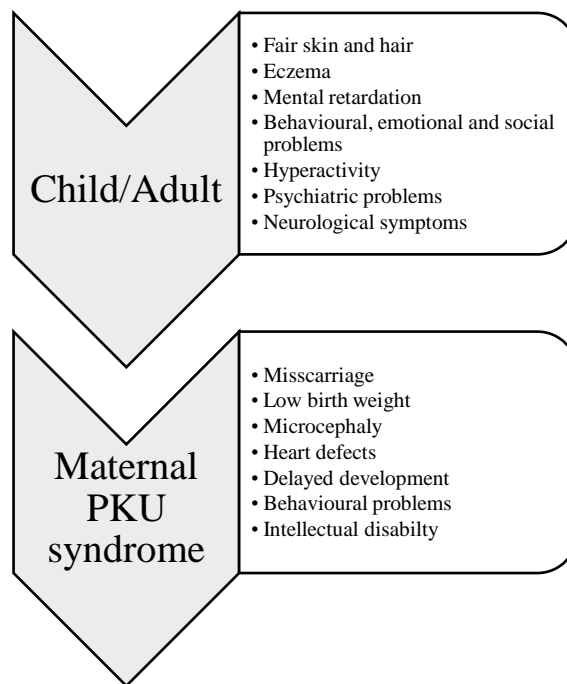 Child/Adult
• Fair skin and hair
• Eczema
• Mental retardation
• Behavioural, emotional and social
problems
• Hyperactivity
• Psychiatric problems
• Neurological symptoms
Maternal
PKU
syndrome
• Misscarriage
• Low birth weight
• Microcephaly
• Heart defects
• Delayed development
• Behavioural problems
• Intellectual disabilty